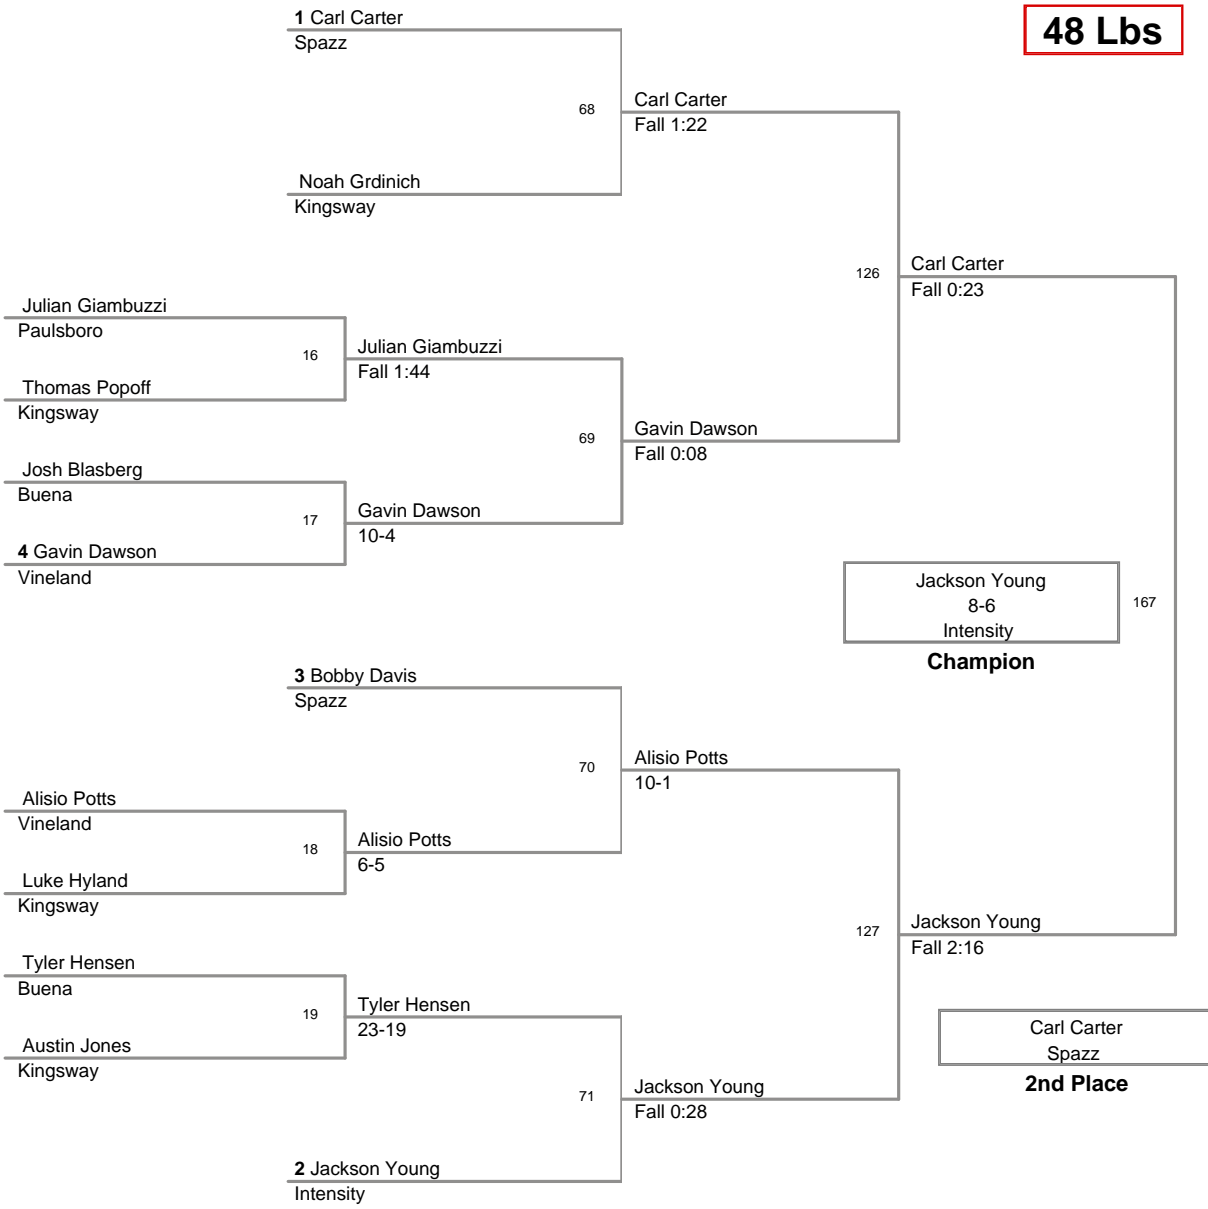 1 Carl Carter
Spazz
48 Lbs
68
Carl Carter
Fall 1:22
Noah Grdinich
Kingsway
126
Carl Carter
Fall 0:23
Julian Giambuzzi
Paulsboro
16
Julian Giambuzzi
Fall 1:44
Thomas Popoff
Kingsway
69
Gavin Dawson
Fall 0:08
Josh Blasberg
Buena
17
Gavin Dawson
10-4
4 Gavin Dawson
Vineland
Jackson Young
8-6
Intensity
167
Champion
3 Bobby Davis
Spazz
70
Alisio Potts
10-1
Alisio Potts
Vineland
18
Alisio Potts
6-5
Luke Hyland
Kingsway
127
Jackson Young
Fall 2:16
Tyler Hensen
Buena
19
Tyler Hensen
23-19
Austin Jones
Kingsway
Carl Carter
Spazz
2nd Place
71
Jackson Young
Fall 0:28
2 Jackson Young
Intensity